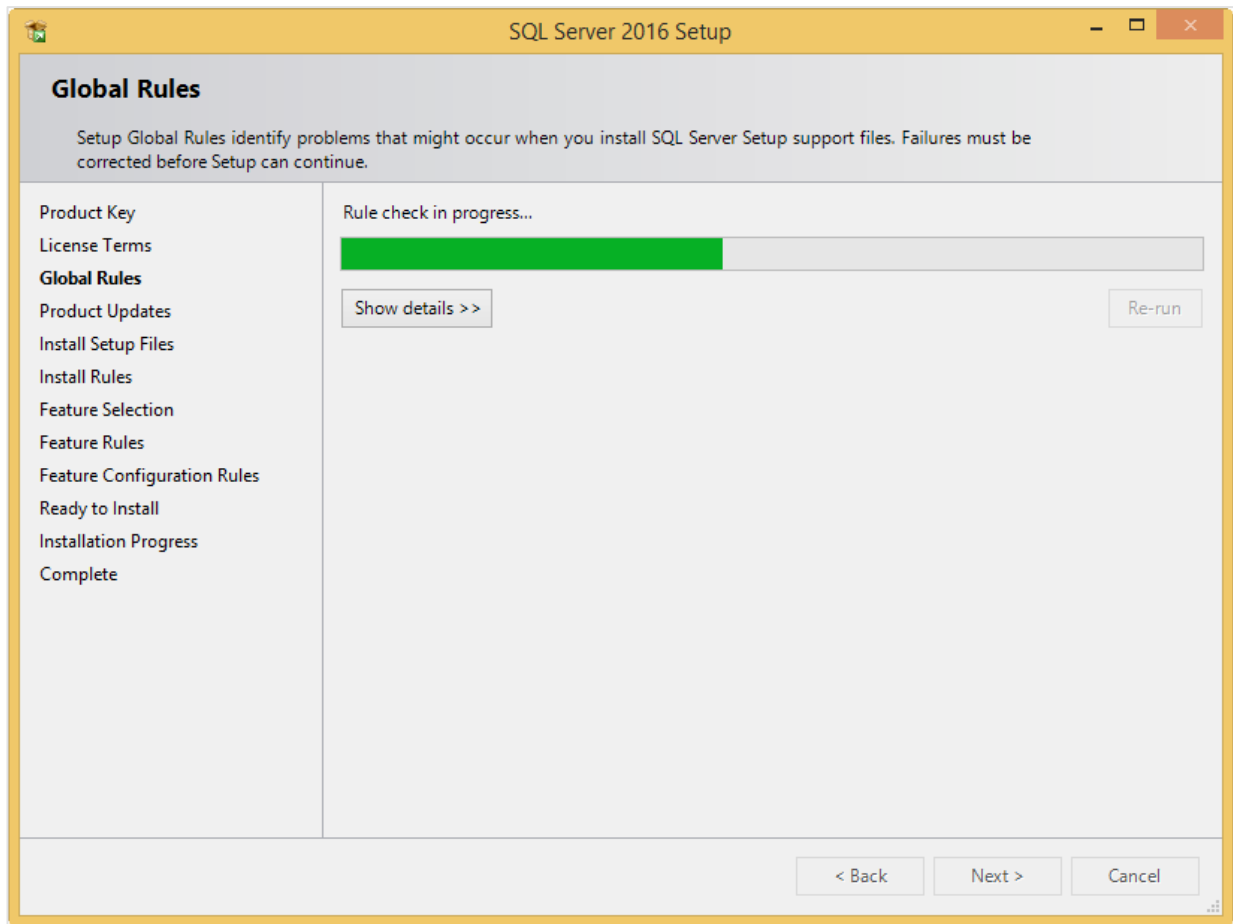 SQL Server 2016 Setup
Global Rules
Setup Global Rules identify problems that might occur when you install SQL Server Setup support files. Failures must be
corrected before Setup can continue.
Product Key
License Terms
Global Rules
Product Updates
Install Setup Files
Install Rules
Feature Selection
Feature Rules
Feature Configuration Rules
Ready to Install
Installation Progress
Complete
Rule check in progress...
Show details >>
Re-run
< Back
Next >
Cancel